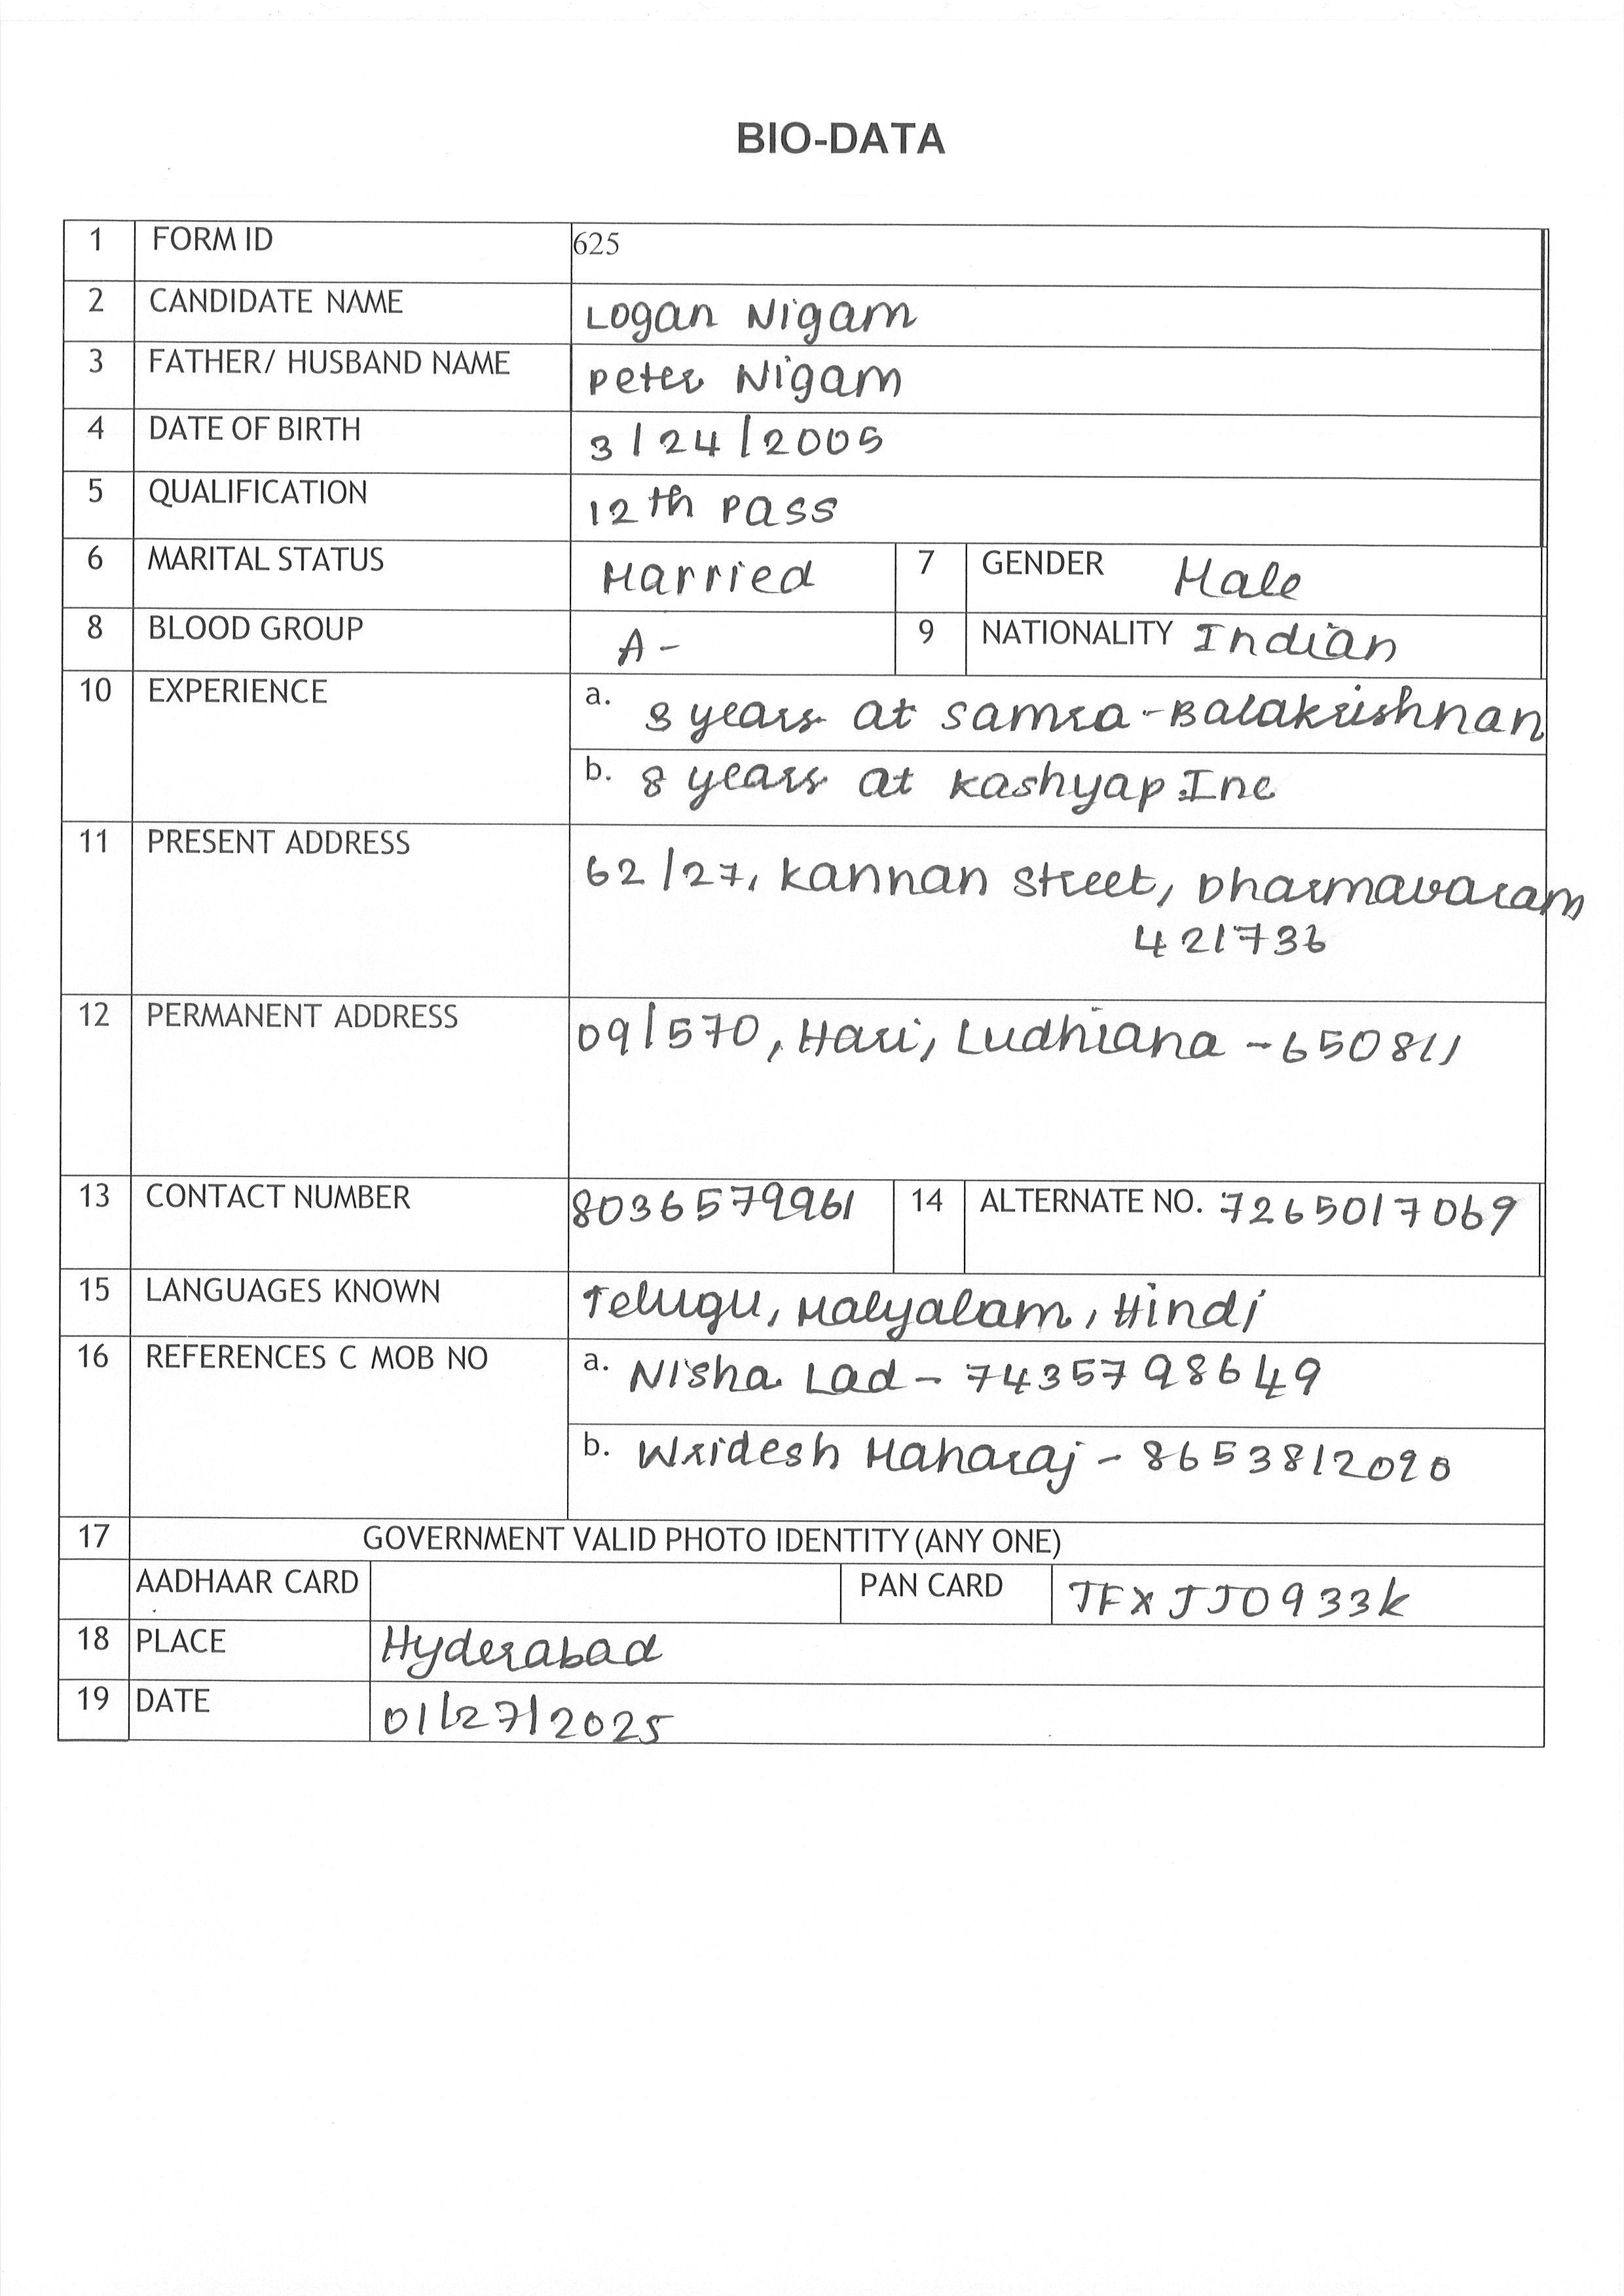 BIO-DATA
1 FORM ID 625
2 CANDIDATE NAME Logan Nigam
3 FATHER/ HUSBAND NAME Peter Nigam
4 DATE OF BIRTH 3/24/2005
5 QUALIFICATION 12th Pass
6 MARITAL STATUS Married 7 GENDER Male
8 BLOOD GROUP A- 9 NATIONALITY Indian
10 EXPERIENCE a. 3 years at Samra-Balakrishnan
b. 8 years at Kashyap Inc
11 PRESENT ADDRESS 62/27, Kannan Street, Dharmavaram
421736
12 PERMANENT ADDRESS 09/570, Hari, Ludhiana - 650811
13 CONTACT NUMBER 8036579961 14 ALTERNATE NO. 7265017069
15 LANGUAGES KNOWN Telugu, Malyalam, Hindi
16 REFERENCES C MOB NO a. Nisha Lad - 7435798649
b. Wridesh Maharaj - 8653812090
17 GOVERNMENT VALID PHOTO IDENTITY (ANY ONE)
AADHAAR CARD PAN CARD JFXJJ0933k
18 PLACE Hyderabad
19 DATE 01/27/2025